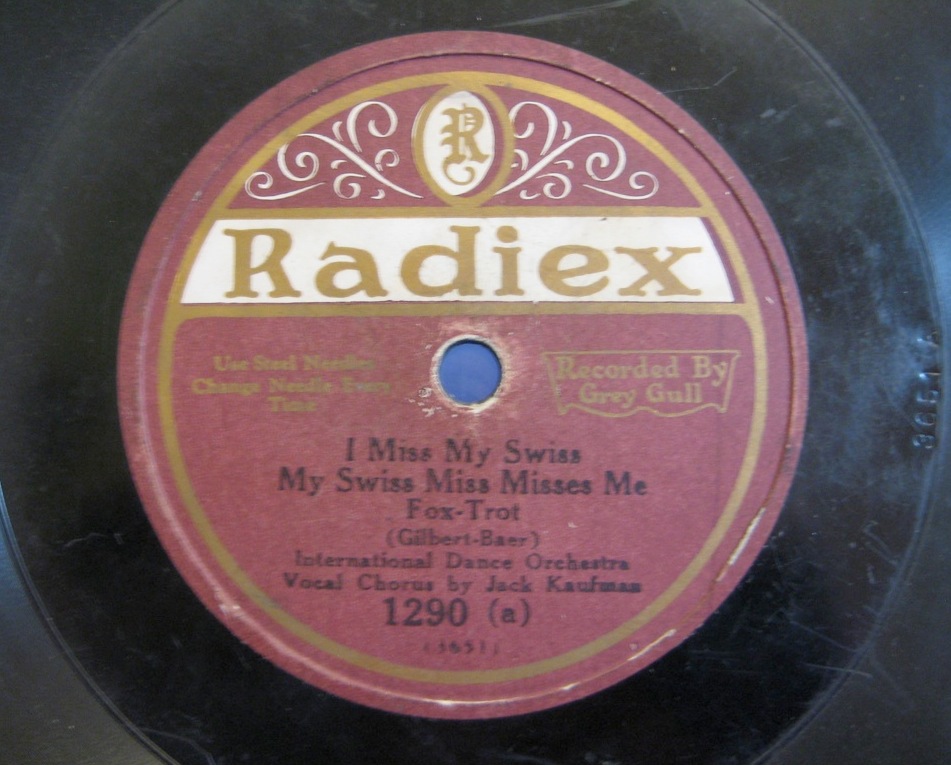 R
Radiex
Use Steel Needles
Change Needle Every
Time
Recorded By
Grey Gull
I Miss My Swiss
My Swiss Miss Misses Me
Fox-Trot
(Gilbert-Baer)
International Dance Orchestra
Vocal Chorus by Jack Kaufman
1290 (a)
(3651)